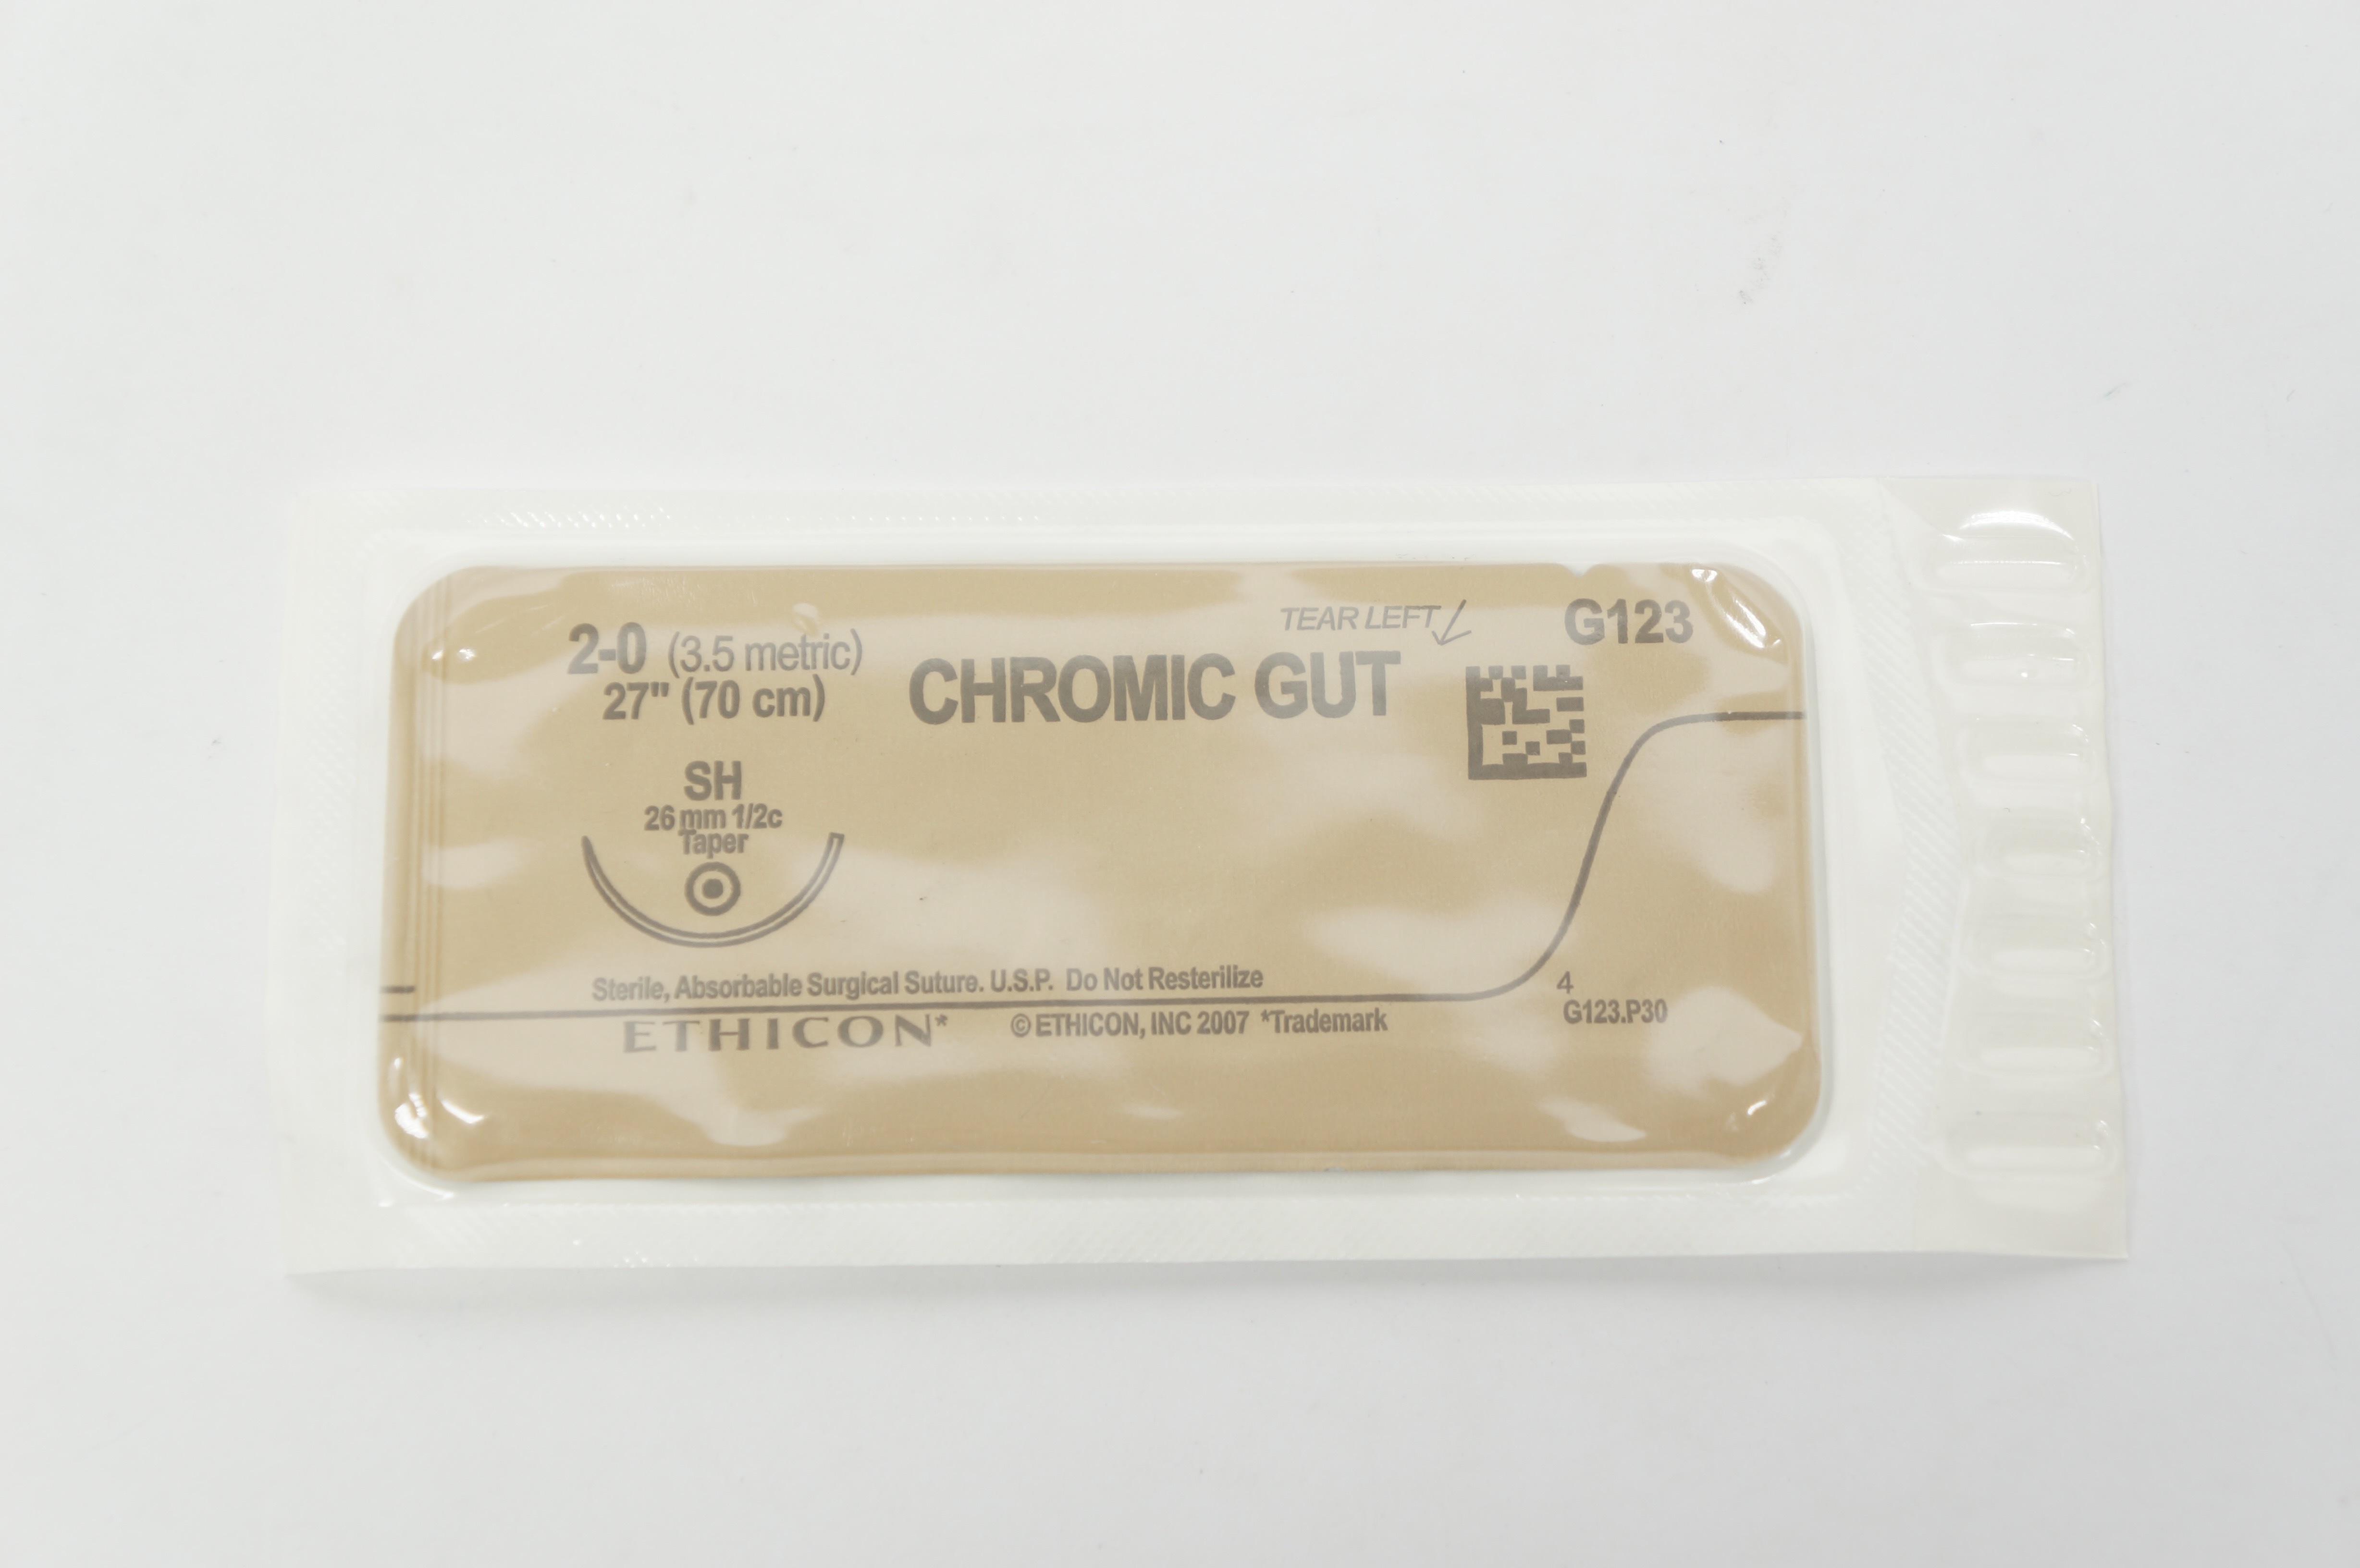 TEAR LEFT
G123
2-0 (3.5 metric)
27" (70 cm)
CHROMIC GUT
SH
26 mm 1/2c
Taper
Sterile, Absorbable Surgical Suture. U.S.P. Do Not Resterilize
4
G123.P30
ETHICON*
© ETHICON, INC 2007 *Trademark